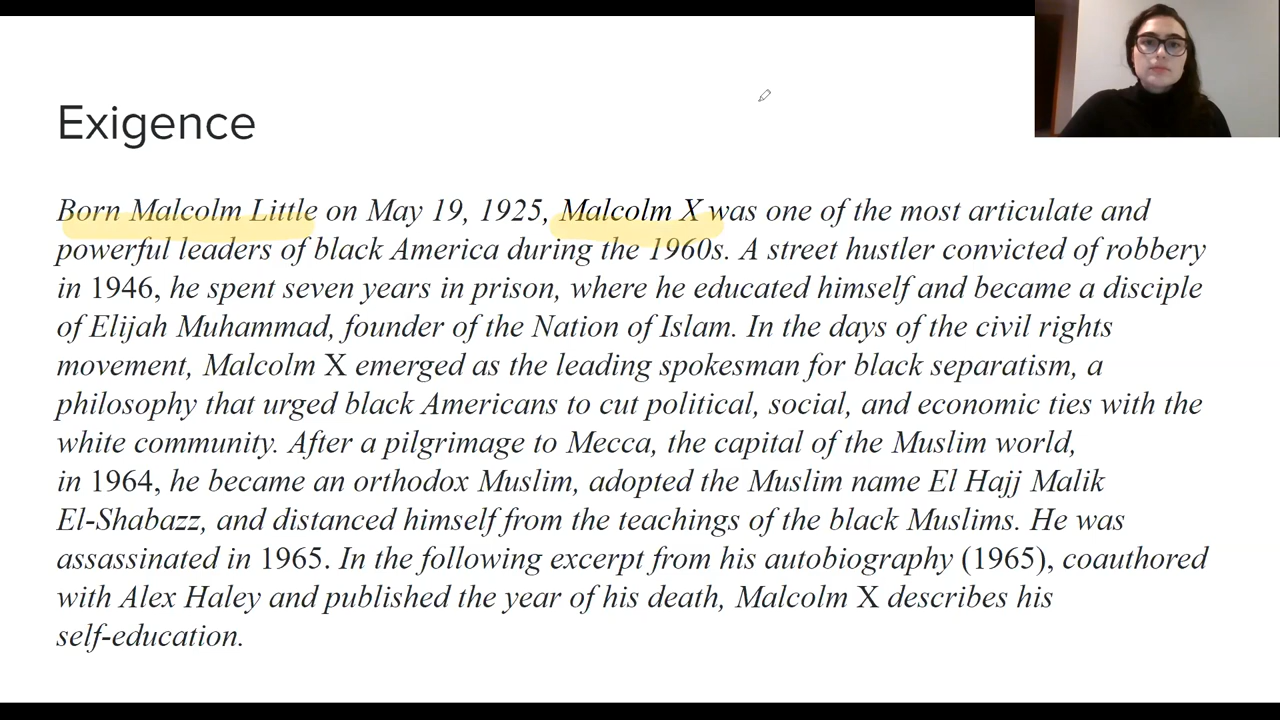 Exigence
Born Malcolm Little on May 19, 1925, Malcolm X was one of the most articulate and
powerful leaders of black America during the 1960s. A street hustler convicted of robbery
in 1946, he spent seven years in prison, where he educated himself and became a disciple
of Elijah Muhammad, founder of the Nation of Islam. In the days of the civil rights
movement, Malcolm X emerged as the leading spokesman for black separatism, a
philosophy that urged black Americans to cut political, social, and economic ties with the
white community. After a pilgrimage to Mecca, the capital of the Muslim world,
in 1964, he became an orthodox Muslim, adopted the Muslim name El Hajj Malik
El-Shabazz, and distanced himself from the teachings of the black Muslims. He was
assassinated in 1965. In the following excerpt from his autobiography (1965), coauthored
with Alex Haley and published the year of his death, Malcolm X describes his
self-education.